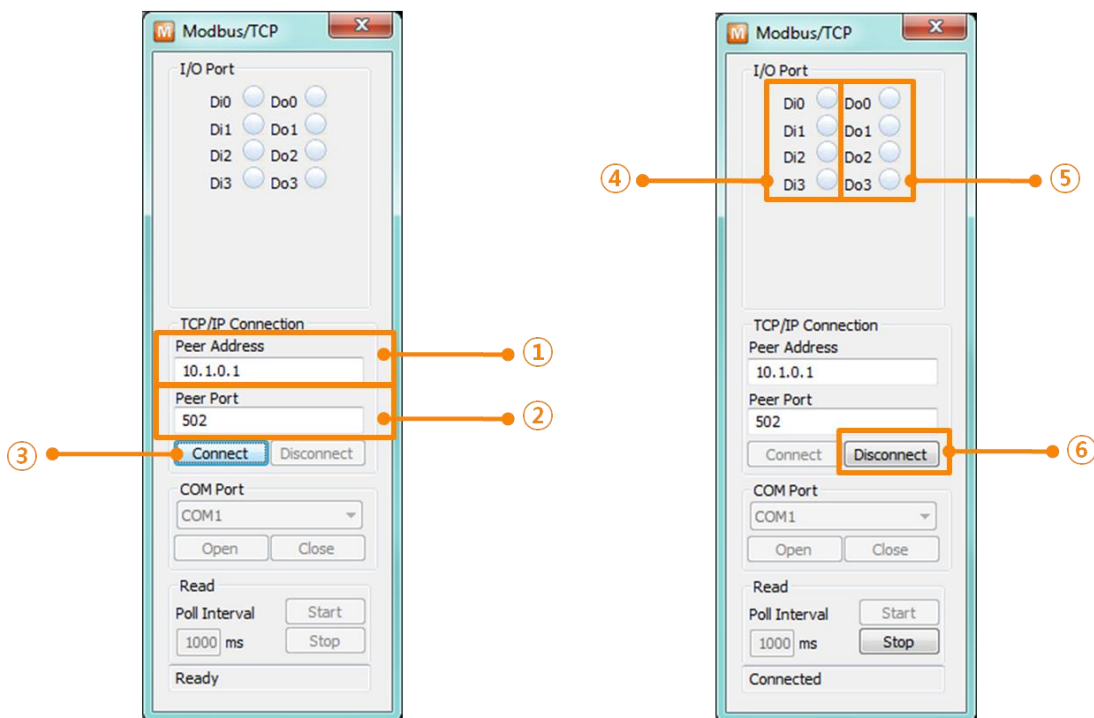 Modbus/TCP
I/O Port
Di0 Do0
Di1 Do1
Di2 Do2
Di3 Do3
TCP/IP Connection
Peer Address
10.1.0.1
①
Peer Port
502
②
③
Connect Disconnect
COM Port
COM1
Open Close
Read
Poll Interval Start
1000 ms Stop
Ready
Modbus/TCP
I/O Port
Di0 Do0
Di1 Do1
Di2 Do2
④ Di3 Do3 ⑤
TCP/IP Connection
Peer Address
10.1.0.1
Peer Port
502
Connect Disconnect ⑥
COM Port
COM1
Open Close
Read
Poll Interval Start
1000 ms Stop
Connected